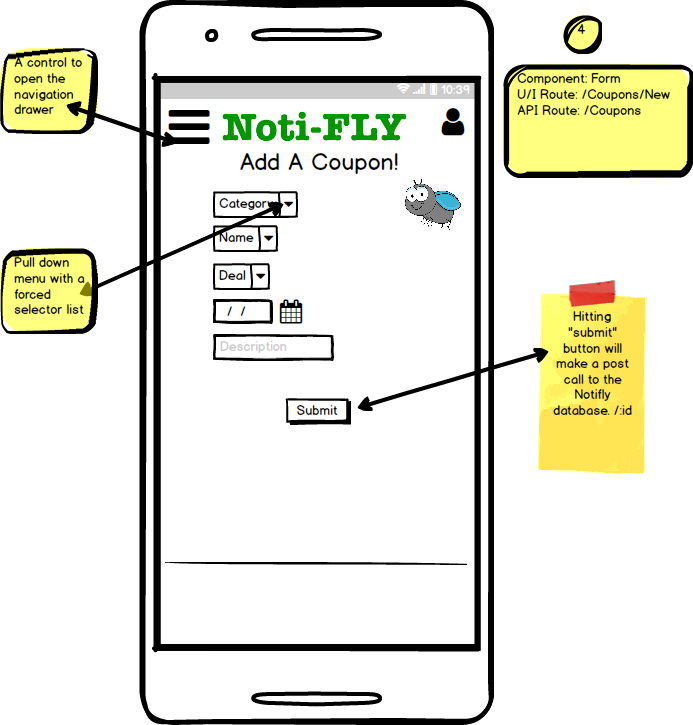 4
A control to
open the
navigation
drawer
Component: Form
U/I Route: /Coupons/New
API Route: /Coupons
10:39
Noti-FLY
Add A Coupon!
Category
Name
Pull down
menu with a
forced
selector list
Deal
/ /
Description
Hitting
"submit"
button will
make a post
call to the
Notifly
database. /:id
Submit